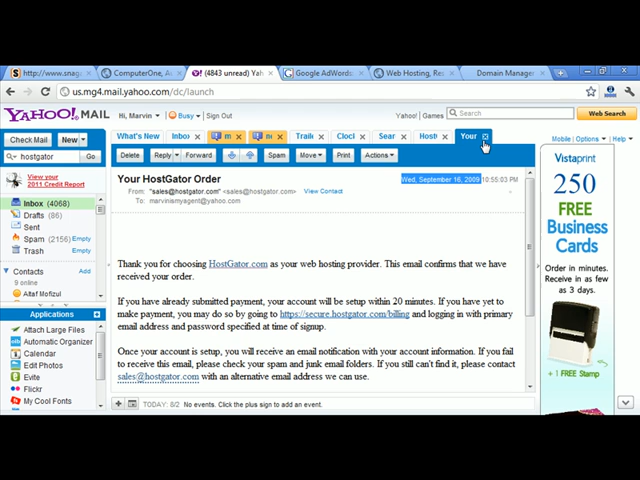 http://www.snag
ComputerOne, Ac
(4843 unread) Yah
Google AdWords
Web Hosting, Res
Domain Manager
us.mg4.mail.yahoo.com/dc/launch
YAHOO! MAIL
Hi, Marvin
Busy
Sign Out
Yahoo!
Games
Search
Web Search
Check Mail
New
What's New
Inbo
m
ne
Traili
Clocl
Sear
Host
Your
Mobile
Options
Help
hostgator
Go
Delete
Reply
Forward
Spam
Move
Print
Actions
View your
2011 Credit Report
Your HostGator Order
Wed, September 16, 2009 10:55:03 PM
From: "sales@hostgator.com" <sales@hostgator.com>
View Contact
To: marvinismyagent@yahoo.com
Inbox (4068)
Drafts (86)
Sent
Spam (2156) Empty
Trash Empty
Contacts Add
9 online
Altaf Mofizul
Applications
Attach Large Files
Automatic Organizer
Calendar
Edit Photos
Evite
Flickr
My Cool Fonts
Thank you for choosing HostGator.com as your web hosting provider. This email confirms that we have
received your order.
If you have already submitted payment, your account will be setup within 20 minutes. If you have yet to
make payment, you may do so by going to https://secure.hostgator.com/billing and logging in with primary
email address and password specified at time of signup.
Once your account is setup, you will receive an email notification with your account information. If you fail
to receive this email, please check your spam and junk email folders. If you still can't find it, please contact
sales@hostgator.com with an alternative email address we can use.
TODAY: 8/2 No events. Click the plus sign to add an event.
Vistaprint
250
FREE
Business
Cards
Order in minutes.
Receive in as few
as 3 days.
+ 1 FREE Stamp